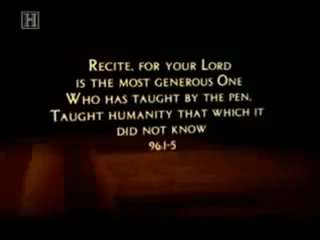 H
Recite, for your Lord
is the most generous One
Who has taught by the pen,
Taught humanity that which it
did not know
96:1-5